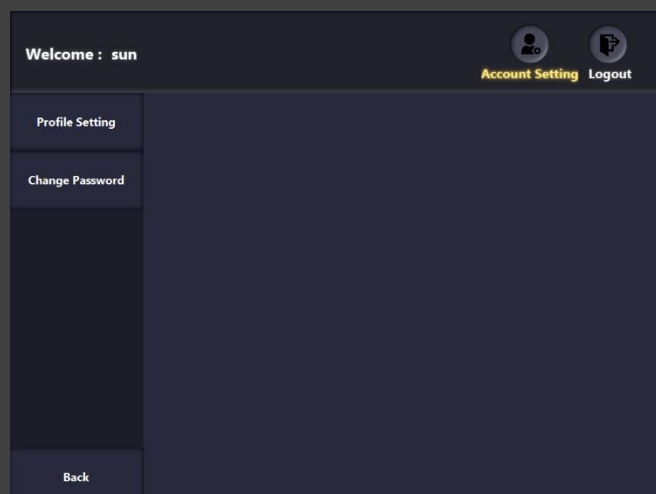 Welcome : sun
Account Setting
Logout
Profile Setting
Change Password
Back